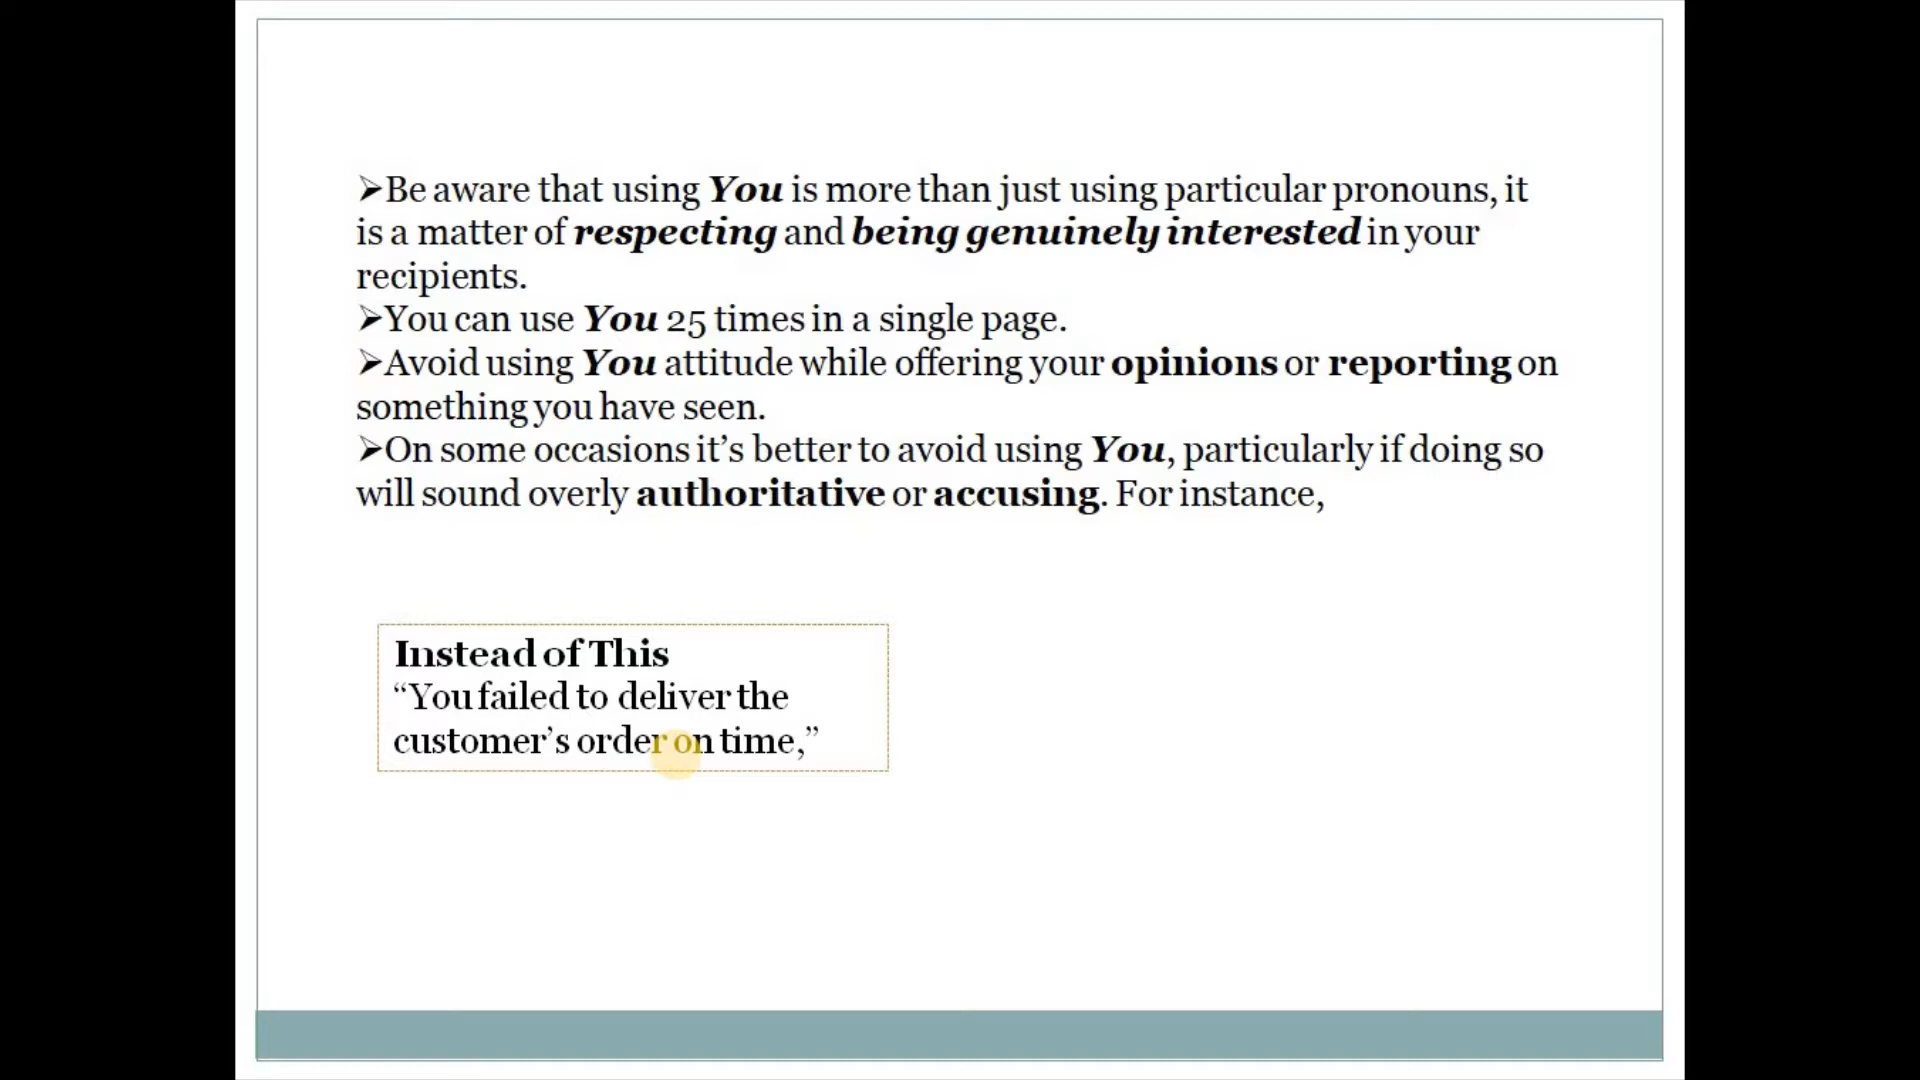 ➢Be aware that using You is more than just using particular pronouns, it
is a matter of respecting and being genuinely interested in your
recipients.
➢You can use You 25 times in a single page.
➢Avoid using You attitude while offering your opinions or reporting on
something you have seen.
➢On some occasions it’s better to avoid using You, particularly if doing so
will sound overly authoritative or accusing. For instance,
Instead of This
“You failed to deliver the
customer’s order on time,”